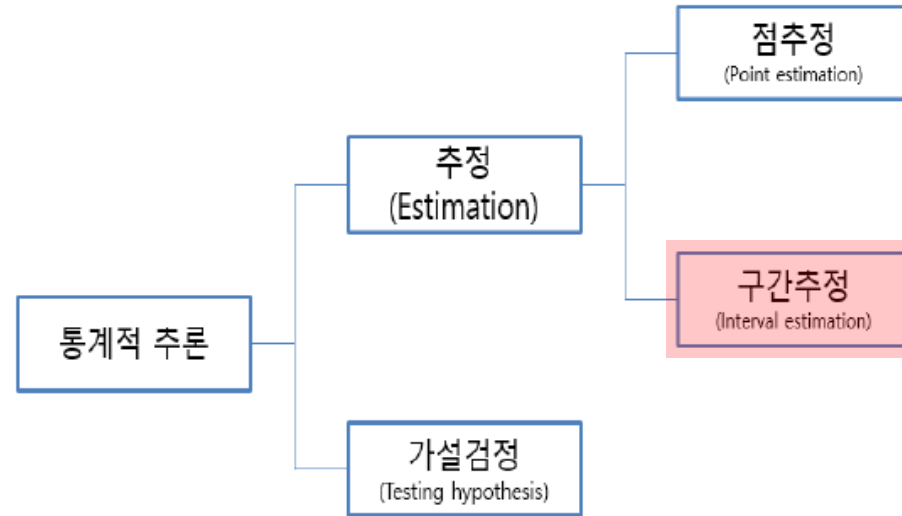 점추정
(Point estimation)
추정
(Estimation)
구간추정
(Interval estimation)
통계적 추론
가설검정
(Testing hypothesis)